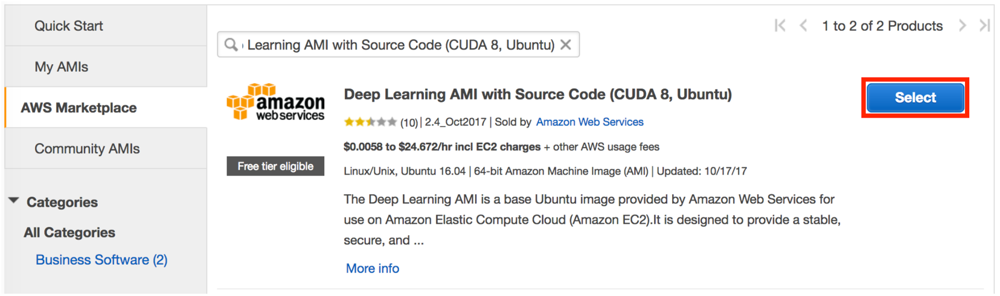 Quick Start
My AMIs
AWS Marketplace
Community AMIs
Categories
All Categories
Business Software (2)
1 to 2 of 2 Products
Learning AMI with Source Code (CUDA 8, Ubuntu)
amazon
web services
Free tier eligible
Deep Learning AMI with Source Code (CUDA 8, Ubuntu)
Select
(10) | 2.4_Oct2017 | Sold by Amazon Web Services
$0.0058 to $24.672/hr incl EC2 charges + other AWS usage fees
Linux/Unix, Ubuntu 16.04 | 64-bit Amazon Machine Image (AMI) | Updated: 10/17/17
The Deep Learning AMI is a base Ubuntu image provided by Amazon Web Services for
use on Amazon Elastic Compute Cloud (Amazon EC2).It is designed to provide a stable,
secure, and ...
More info